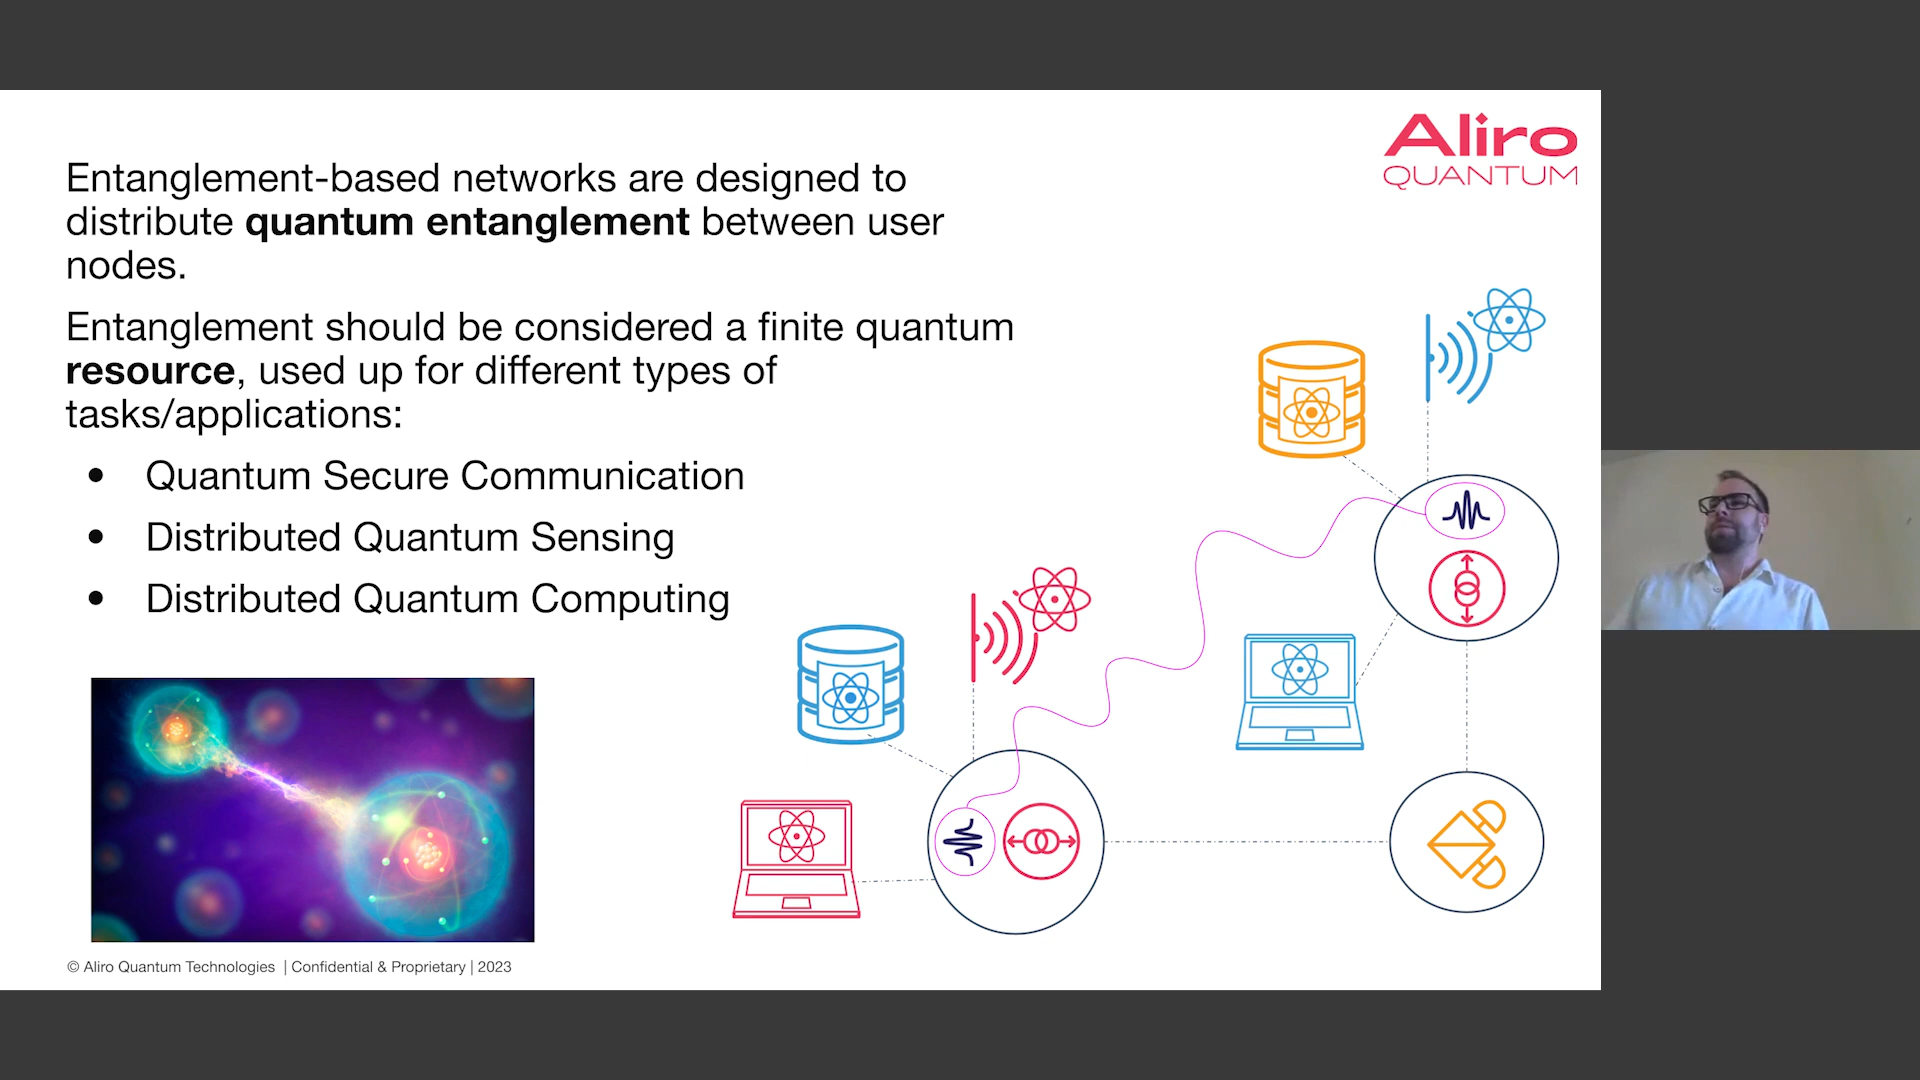 Aliro
QUANTUM
Entanglement-based networks are designed to
distribute quantum entanglement between user
nodes.
Entanglement should be considered a finite quantum
resource, used up for different types of
tasks/applications:
• Quantum Secure Communication
• Distributed Quantum Sensing
• Distributed Quantum Computing
© Aliro Quantum Technologies | Confidential & Proprietary | 2023